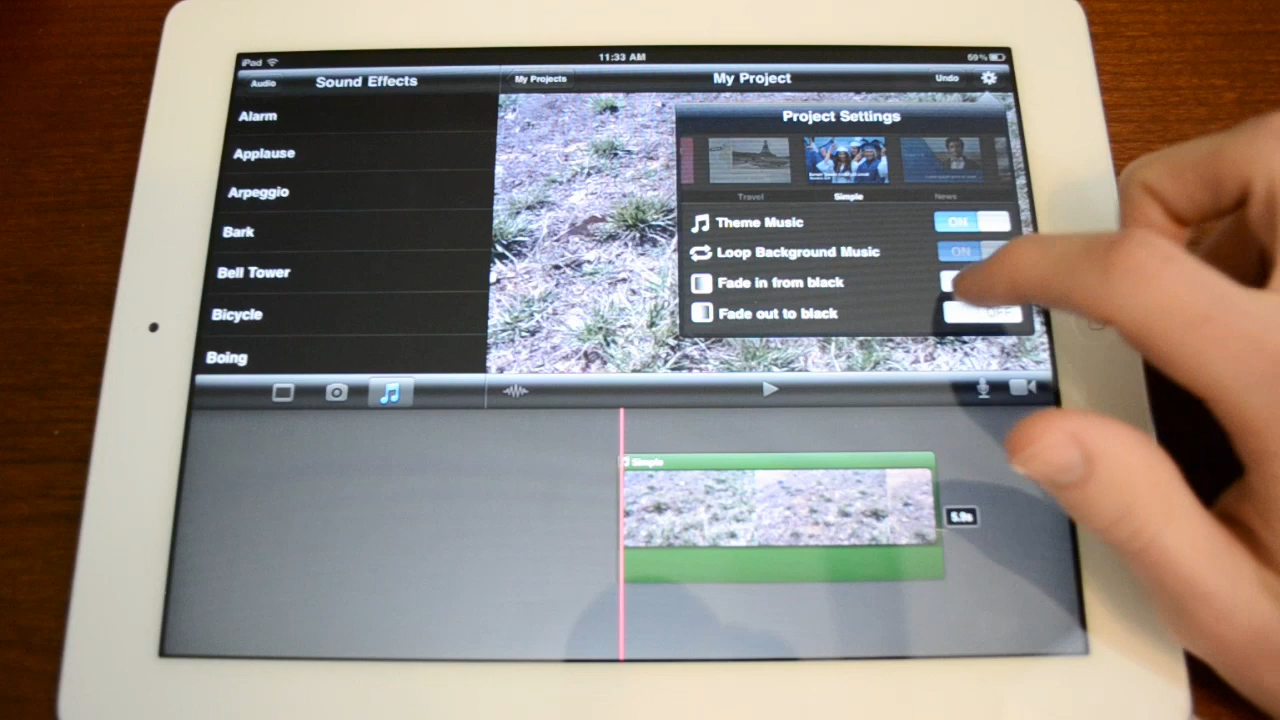 iPad 11:33 AM 59%
Audio Sound Effects My Projects My Project Undo
Alarm
Applause
Arpeggio
Bark
Bell Tower
Bicycle
Boing
Project Settings
Travel Simple News
Theme Music ON
Loop Background Music ON
Fade in from black
Fade out to black OFF
Simple
5.9s